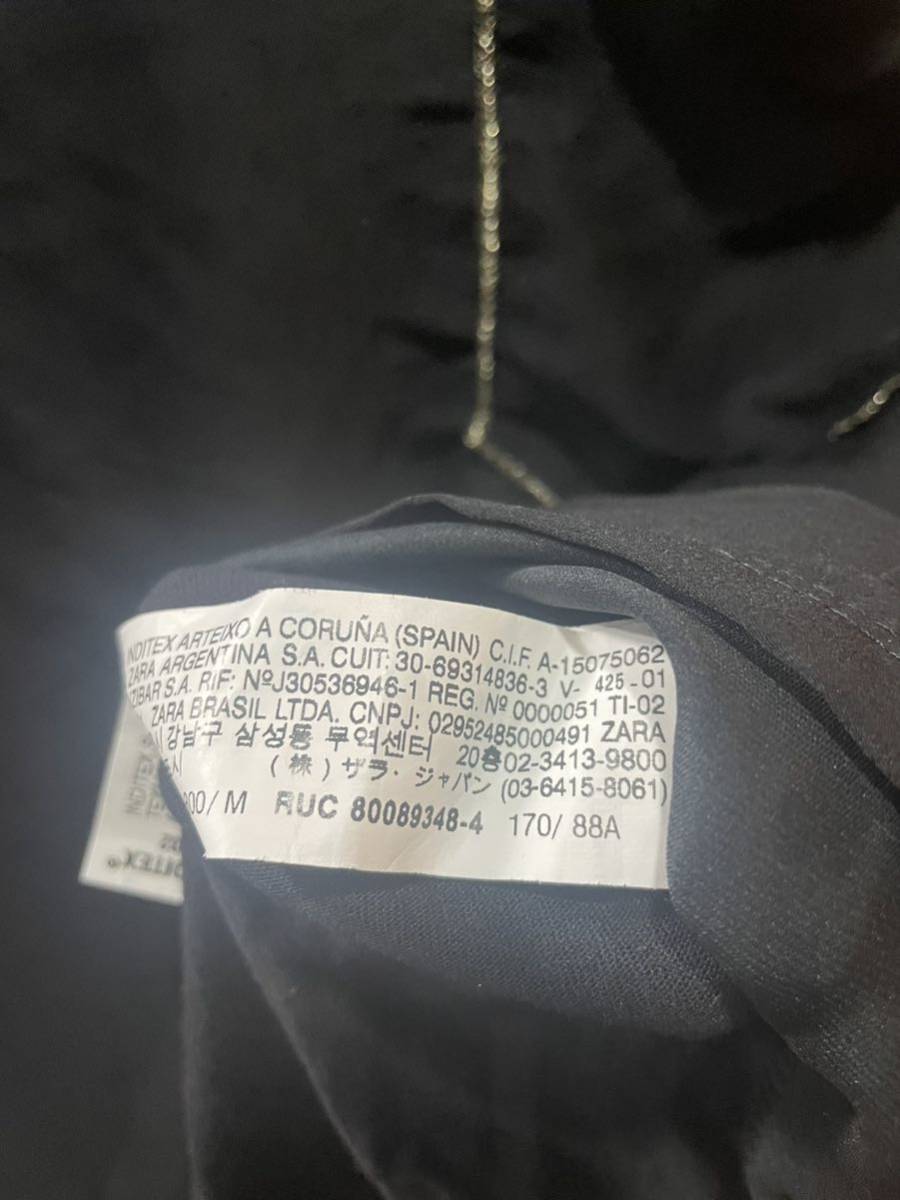 INDITEX ARTEIXO A CORUÑA (SPAIN) C.I.F. A-15075062
ZARA ARGENTINA S.A. CUIT: 30-69314836-3 V- 425-01
S.A. RIF: NºJ30536946-1 REG. Nº 0000051 TI-02
ZARA BRASIL LTDA. CNPJ: 02952485000491 ZARA
강남구 삼성동 무역센터 20층02-3413-9800
(株)ザラ・ジャパン (03-6415-8061)
/ M RUC 80089348-4 170/ 88A
INDITEX